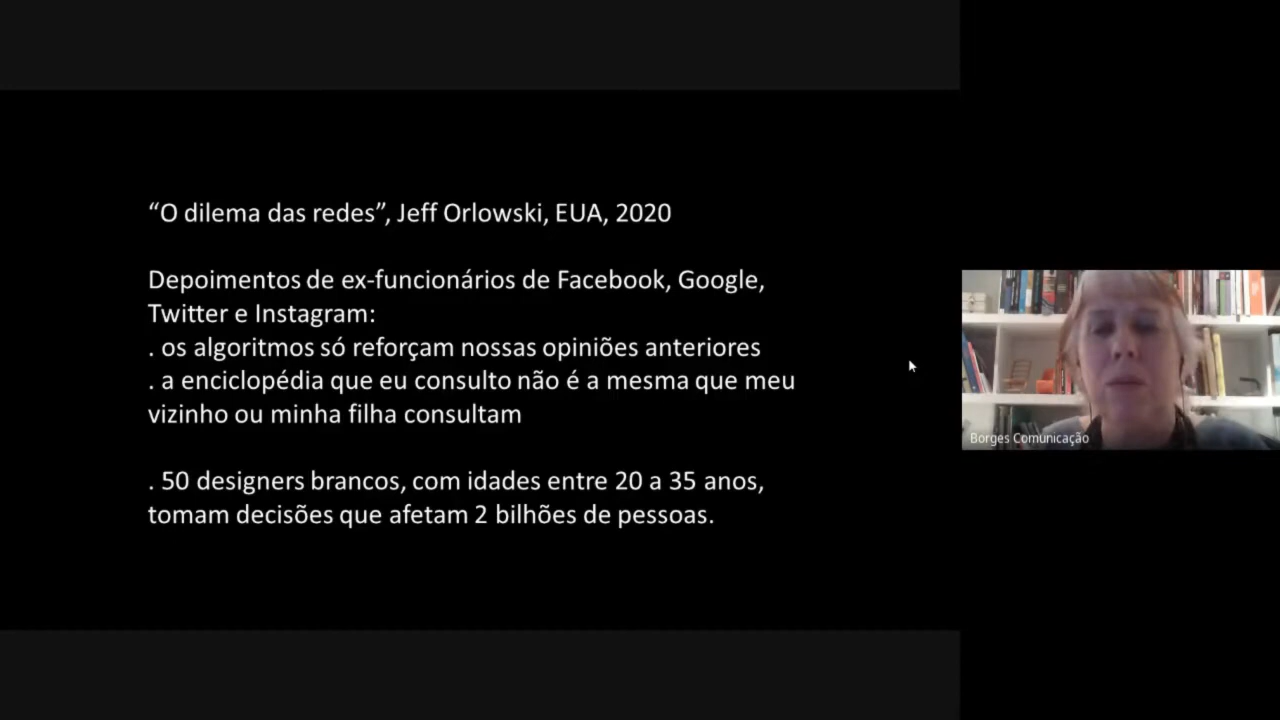 “O dilema das redes”, Jeff Orlowski, EUA, 2020
Depoimentos de ex-funcionários de Facebook, Google,
Twitter e Instagram:
. os algoritmos só reforçam nossas opiniões anteriores
. a enciclopédia que eu consulto não é a mesma que meu
vizinho ou minha filha consultam
. 50 designers brancos, com idades entre 20 a 35 anos,
tomam decisões que afetam 2 bilhões de pessoas.
Borges Comunicação